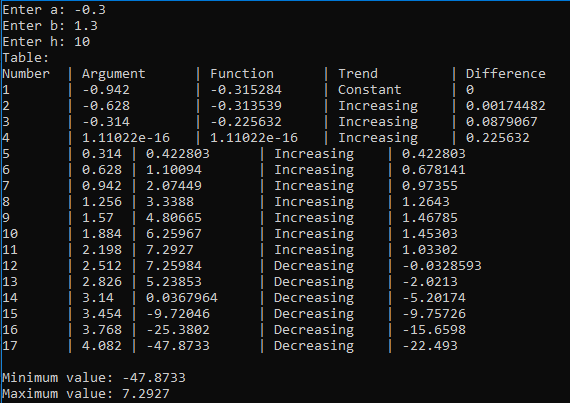 Enter a: -0.3
Enter b: 1.3
Enter h: 10
Table:
Number | Argument | Function | Trend | Difference
1 | -0.942 | -0.315284 | Constant | 0
2 | -0.628 | -0.313539 | Increasing | 0.00174482
3 | -0.314 | -0.225632 | Increasing | 0.0879067
4 | 1.11022e-16 | 1.11022e-16 | Increasing | 0.225632
5 | 0.314 | 0.422803 | Increasing | 0.422803
6 | 0.628 | 1.10094 | Increasing | 0.678141
7 | 0.942 | 2.07449 | Increasing | 0.97355
8 | 1.256 | 3.3388 | Increasing | 1.2643
9 | 1.57 | 4.80665 | Increasing | 1.46785
10 | 1.884 | 6.25967 | Increasing | 1.45303
11 | 2.198 | 7.2927 | Increasing | 1.03302
12 | 2.512 | 7.25984 | Decreasing | -0.0328593
13 | 2.826 | 5.23853 | Decreasing | -2.0213
14 | 3.14 | 0.0367964 | Decreasing | -5.20174
15 | 3.454 | -9.72046 | Decreasing | -9.75726
16 | 3.768 | -25.3802 | Decreasing | -15.6598
17 | 4.082 | -47.8733 | Decreasing | -22.493
Minimum value: -47.8733
Maximum value: 7.2927